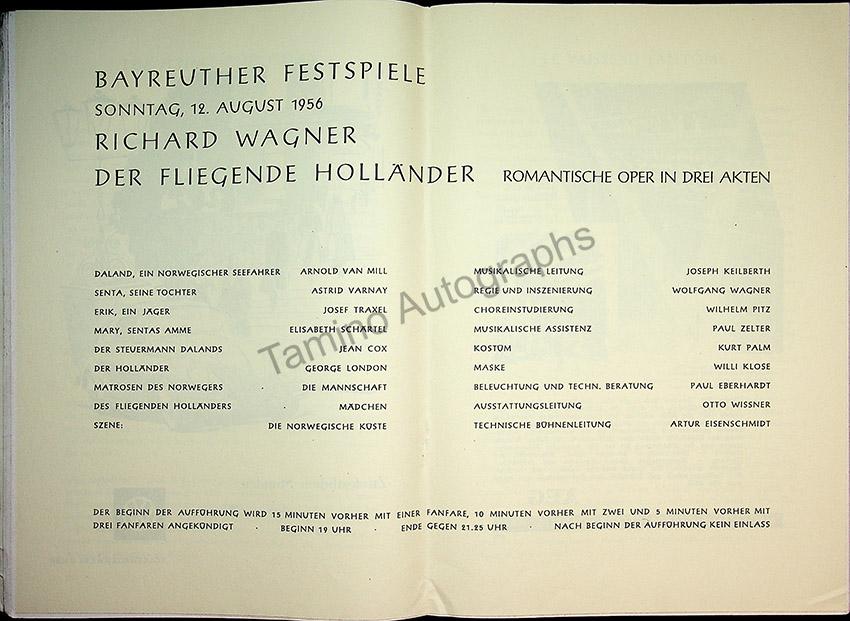 BAYREUTHER FESTSPIELE
SONNTAG, 12. AUGUST 1956
RICHARD WAGNER
DER FLIEGENDE HOLLÄNDER ROMANTISCHE OPER IN DREI AKTEN
DALAND, EIN NORWEGISCHER SEEFAHRER ARNOLD VAN MILL
SENTA, SEINE TOCHTER ASTRID VARNAY
ERIK, EIN JÄGER JOSEF TRAXEL
MARY, SENTAS AMME ELISABETH SCHÄRTEL
DER STEUERMANN DALANDS JEAN COX
DER HOLLÄNDER GEORGE LONDON
MATROSEN DES NORWEGERS · DIE MANNSCHAFT
DES FLIEGENDEN HOLLÄNDERS · MÄDCHEN
SZENE: DIE NORWEGISCHE KÜSTE
MUSIKALISCHE LEITUNG JOSEPH KEILBERTH
REGIE UND INSZENIERUNG WOLFGANG WAGNER
CHOREINSTUDIERUNG WILHELM PITZ
MUSIKALISCHE ASSISTENZ PAUL ZELTER
KOSTÜM KURT PALM
MASKE WILLI KLOSE
BELEUCHTUNG UND TECHN. BERATUNG PAUL EBERHARDT
AUSSTATTUNGSLEITUNG OTTO WISSNER
TECHNISCHE BÜHNENLEITUNG ARTUR EISENSCHMIDT
DER BEGINN DER AUFFÜHRUNG WIRD 15 MINUTEN VORHER MIT EINER FANFARE, 10 MINUTEN VORHER MIT ZWEI UND 5 MINUTEN VORHER MIT
DREI FANFAREN ANGEKÜNDIGT · BEGINN 19 UHR · ENDE GEGEN 21.25 UHR · NACH BEGINN DER AUFFÜHRUNG KEIN EINLASS
Tamino Autographs